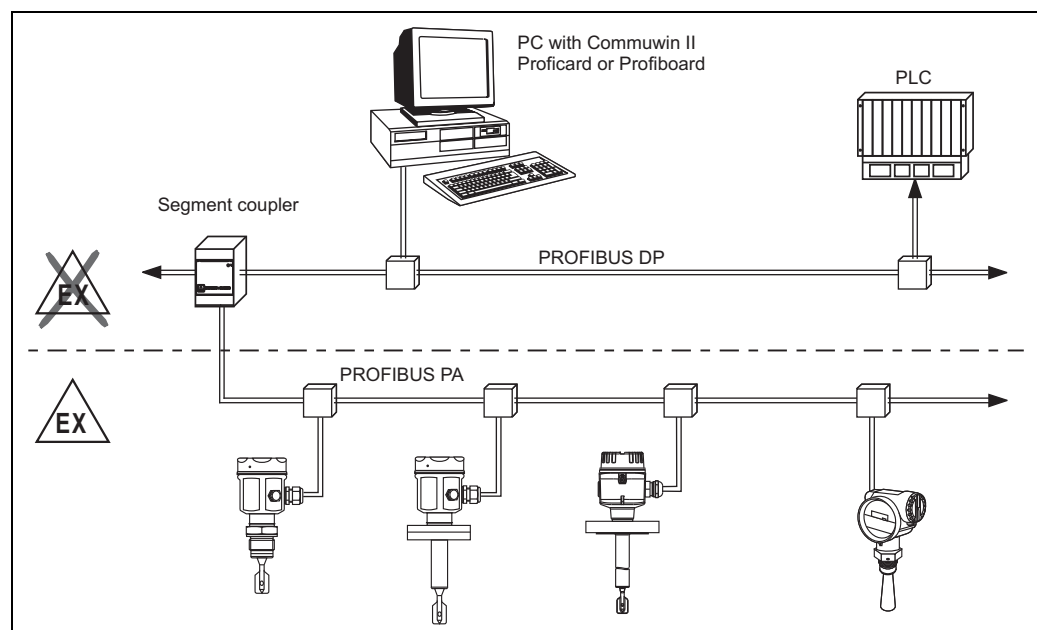 PC with Commuwin II
Proficard or Profiboard
PLC
Segment coupler
EX
PROFIBUS DP
PROFIBUS PA
EX